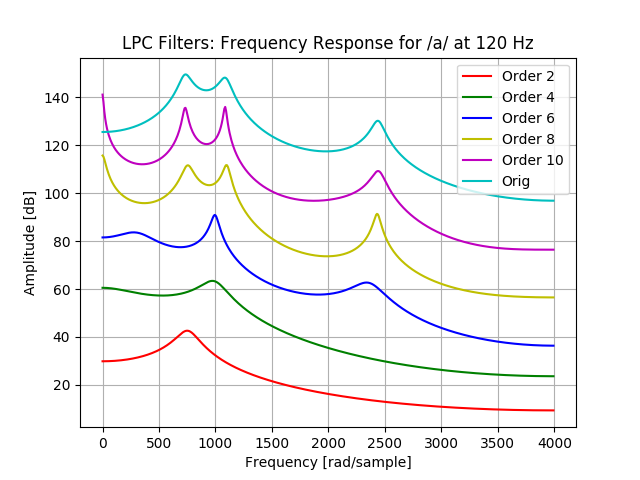 LPC Filters: Frequency Response for /a/ at 120 Hz
Amplitude [dB]
140
120
100
80
60
40
20
Order 2
Order 4
Order 6
Order 8
Order 10
Orig
0 500 1000 1500 2000 2500 3000 3500 4000
Frequency [rad/sample]